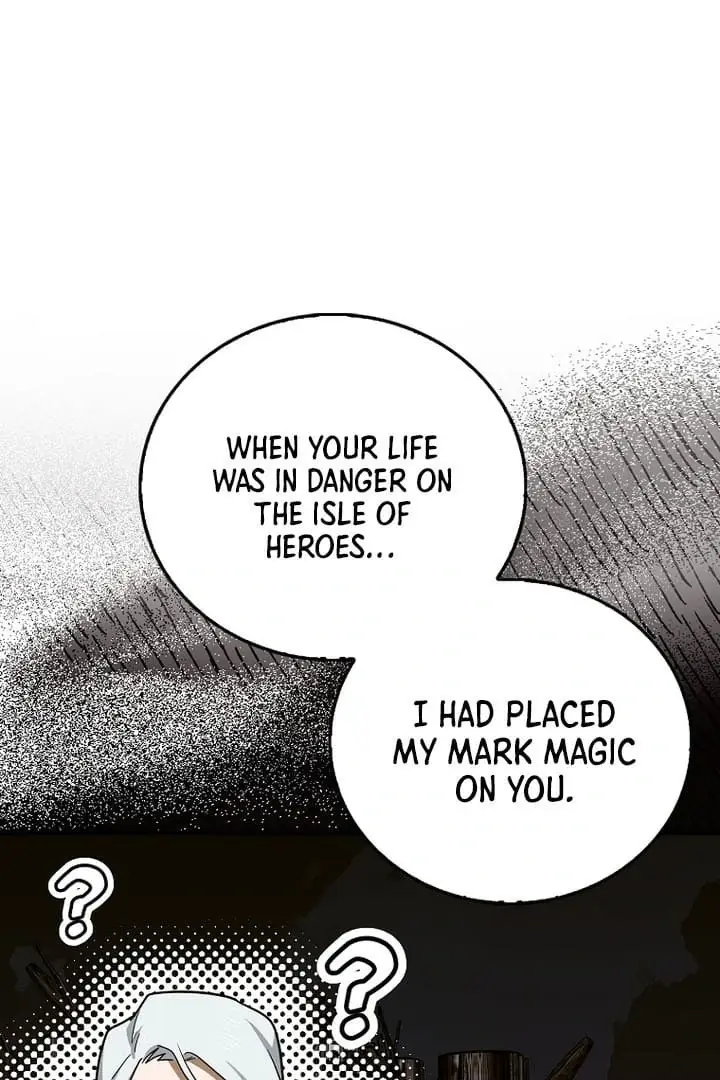 WHEN YOUR LIFE
WAS IN DANGER ON
THE ISLE OF
HEROES...
I HAD PLACED
MY MARK MAGIC
ON YOU.
?
?